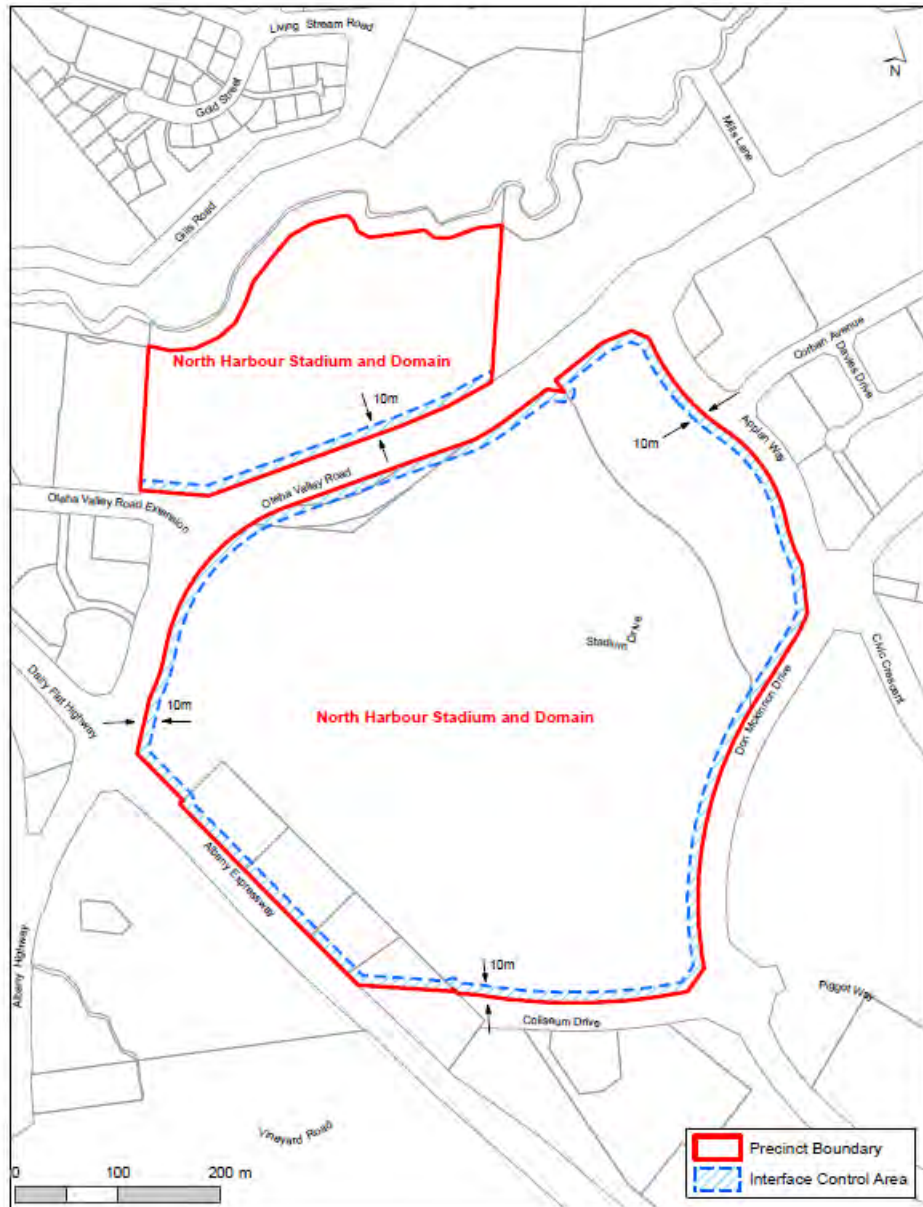 Living Stream Road
Gold Street
N
Mills Lane
Gills Road
Corban Avenue
Davies Drive
North Harbour Stadium and Domain
10m
10m
Appian Way
Oteha Valley Road
Oteha Valley Road Extension
Stadium Drive
Civic Crescent
Dairy Flat Highway
10m
North Harbour Stadium and Domain
Don Mckinnon Drive
Albany Expressway
Albany Highway
10m
Piggot Way
Coliseum Drive
Vineyard Road
Precinct Boundary
Interface Control Area
0 100 200 m